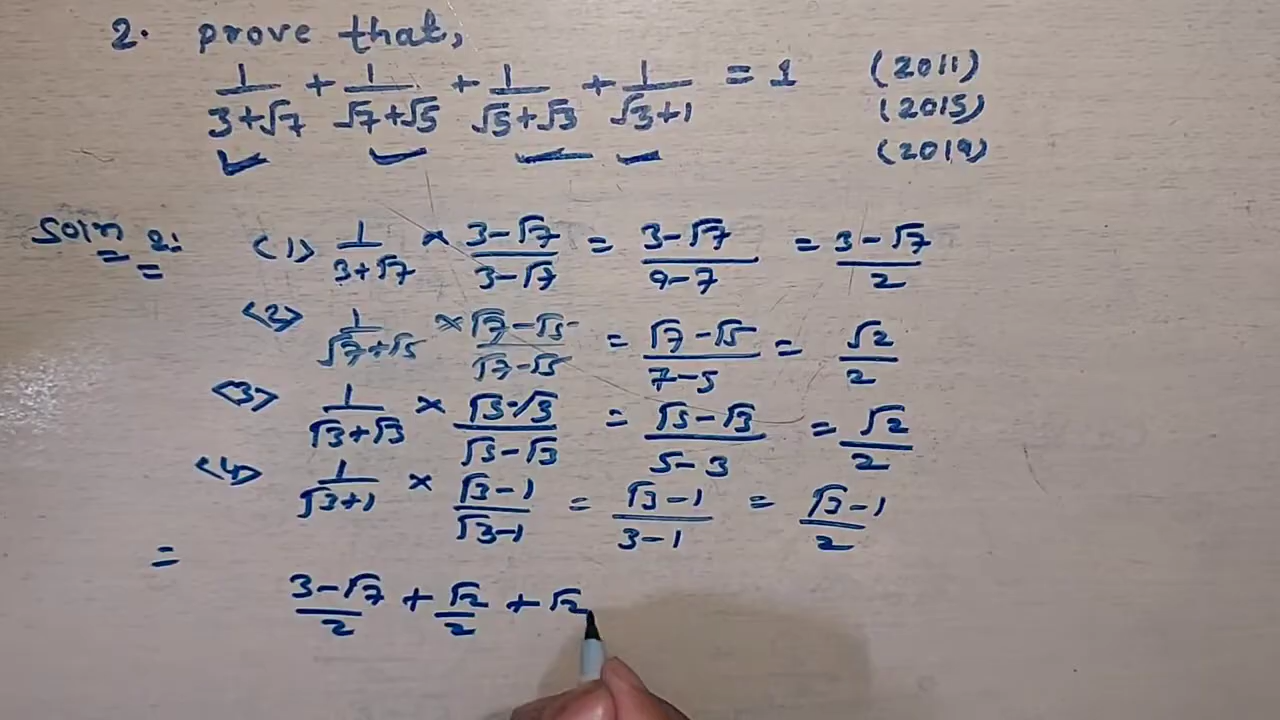 2. prove that,
1/(3+√7) + 1/(√7+√5) + 1/(√5+√3) + 1/(√3+1) = 1 (2011)
(2015)
(2019)
Soln 2:
(1) 1/(3+√7) × (3-√7)/(3-√7) = (3-√7)/(9-7) = (3-√7)/2
(2) 1/(√7+√5) × (√7-√5)/(√7-√5) = (√7-√5)/(7-5) = √2/2
(3) 1/(√3+√3) × (√5-√3)/(√5-√3) = (√5-√3)/(5-3) = √2/2
(4) 1/(√3+1) × (√3-1)/(√3-1) = (√3-1)/(3-1) = (√3-1)/2
=
(3-√7)/2 + √2/2 + √2